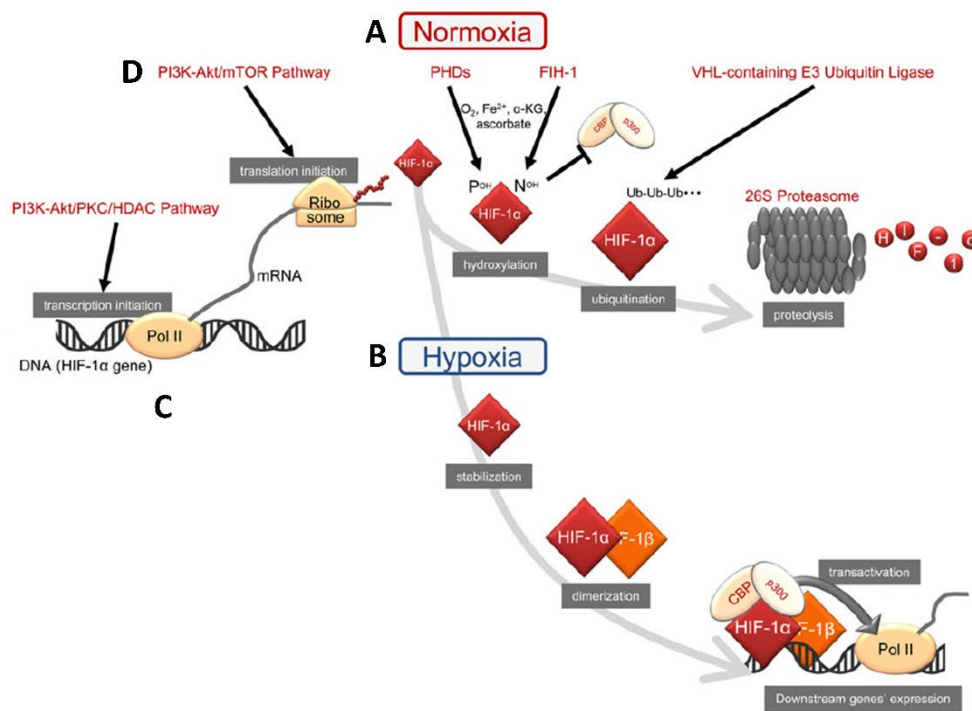 A
Normoxia
D
PI3K-Akt/mTOR Pathway
PHDs
FIH-1
VHL-containing E3 Ubiquitin Ligase
O₂, Fe²⁺, α-KG,
ascorbate
CBP
p300
translation initiation
HIF-1α
Ribo
some
PI3K-Akt/PKC/HDAC Pathway
POH
NOH
HIF-1α
Ub-Ub-Ub•••
HIF-1α
26S Proteasome
H I F - 1 α
mRNA
hydroxylation
ubiquitination
proteolysis
transcription initiation
Pol II
DNA (HIF-1α gene)
B
Hypoxia
C
HIF-1α
stabilization
HIF-1α
F-1β
dimerization
CBP
p300
transactivation
HIF-1α
F-1β
Pol II
Downstream genes' expression